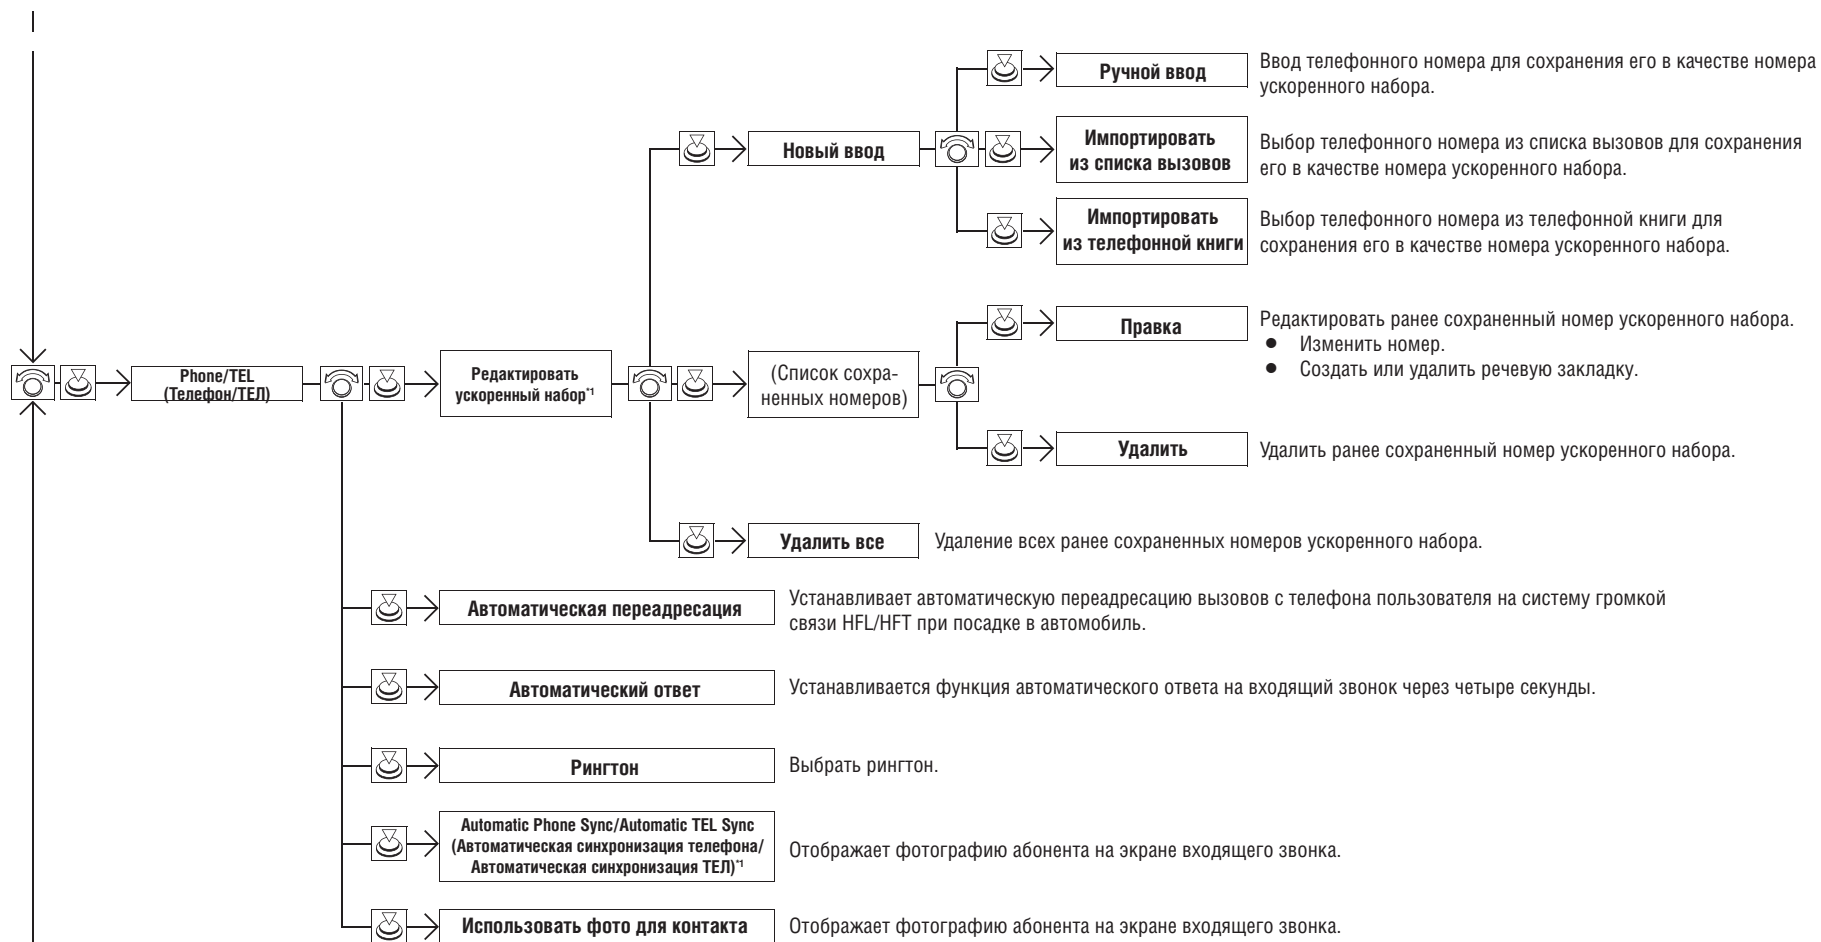 Ручной ввод
Ввод телефонного номера для сохранения его в качестве номера
ускоренного набора.
Новый ввод
Импортировать
из списка вызовов
Выбор телефонного номера из списка вызовов для сохранения
его в качестве номера ускоренного набора.
Импортировать
из телефонной книги
Выбор телефонного номера из телефонной книги для
сохранения его в качестве номера ускоренного набора.
Phone/TEL
(Телефон/ТЕЛ)
Редактировать
ускоренный набор*1
(Список сохра-
ненных номеров)
Правка
Редактировать ранее сохраненный номер ускоренного набора.
● Изменить номер.
● Создать или удалить речевую закладку.
Удалить
Удалить ранее сохраненный номер ускоренного набора.
Удалить все
Удаление всех ранее сохраненных номеров ускоренного набора.
Автоматическая переадресация
Устанавливает автоматическую переадресацию вызовов с телефона пользователя на систему громкой
связи HFL/HFT при посадке в автомобиль.
Автоматический ответ
Устанавливается функция автоматического ответа на входящий звонок через четыре секунды.
Рингтон
Выбрать рингтон.
Automatic Phone Sync/Automatic TEL Sync
(Автоматическая синхронизация телефона/
Автоматическая синхронизация ТЕЛ)*1
Отображает фотографию абонента на экране входящего звонка.
Использовать фото для контакта
Отображает фотографию абонента на экране входящего звонка.